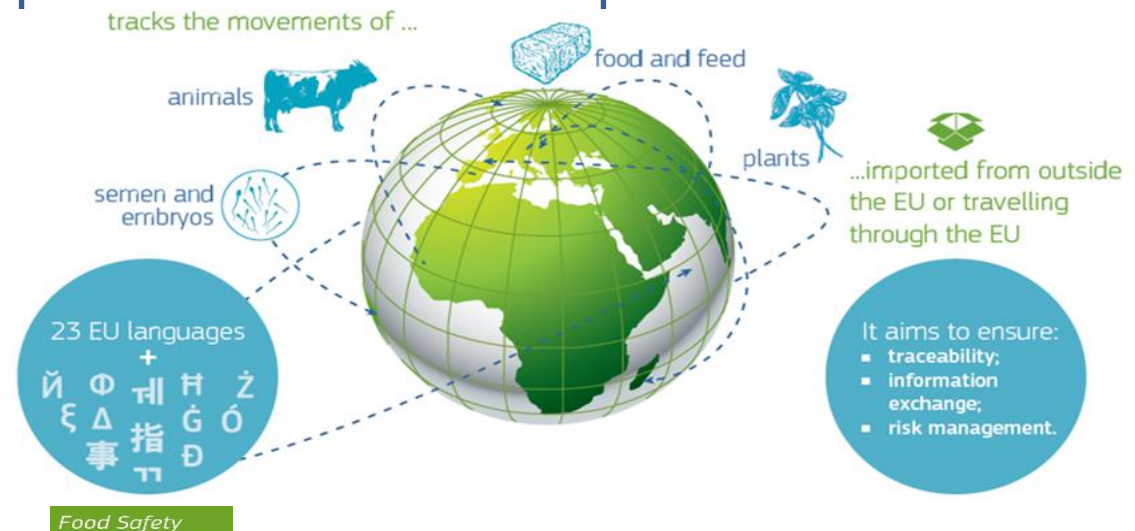 tracks the movements of ...
food and feed
animals
plants
semen and
embryos
...imported from outside
the EU or travelling
through the EU
23 EU languages
+
Й Ф 계 Ħ Ż
ξ Δ 指 Ġ Ó
事 ㄲ Đ
It aims to ensure:
▪ traceability;
▪ information
exchange;
▪ risk management.
Food Safety